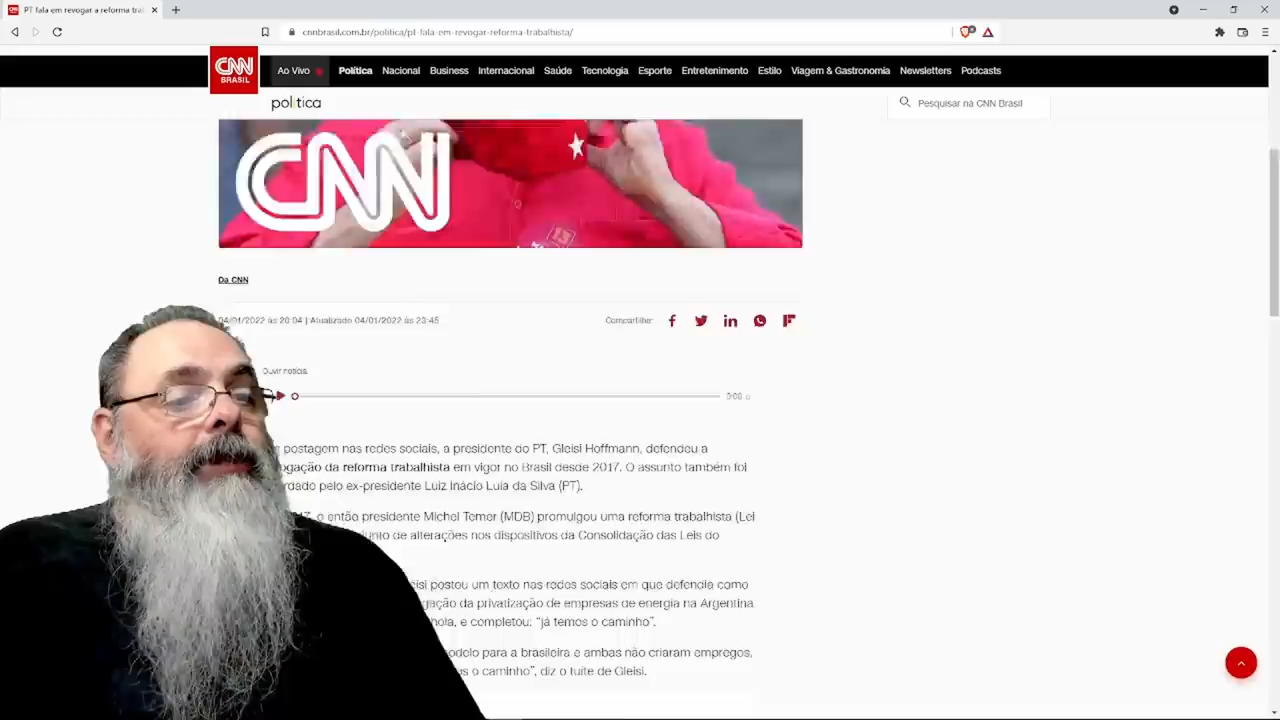 PT fala em revogar a reforma tra
cnnbrasil.com.br/politica/pt-fala-em-revogar-reforma-trabalhista/
CNN
BRASIL
Ao Vivo
Política
Nacional
Business
Internacional
Saúde
Tecnologia
Esporte
Entretenimento
Estilo
Viagem & Gastronomia
Newsletters
Podcasts
política
Pesquisar na CNN Brasil
CNN
Da CNN
04/01/2022 às 20:04 | Atualizado 04/01/2022 às 23:45
Compartilhe:
Ouvir notícia
postagem nas redes sociais, a presidente do PT, Gleisi Hoffmann, defendeu a
ogação da reforma trabalhista em vigor no Brasil desde 2017. O assunto também foi
rdado pelo ex-presidente Luiz Inácio Lula da Silva (PT).
o então presidente Michel Temer (MDB) promulgou uma reforma trabalhista (Lei
junto de alterações nos dispositivos da Consolidação das Leis do
isi postou um texto nas redes sociais em que defendia como
gação da privatização de empresas de energia na Argentina
hola, e completou: “já temos o caminho”.
odelo para a brasileira e ambas não criaram empregos,
s o caminho”, diz o tuíte de Gleisi.